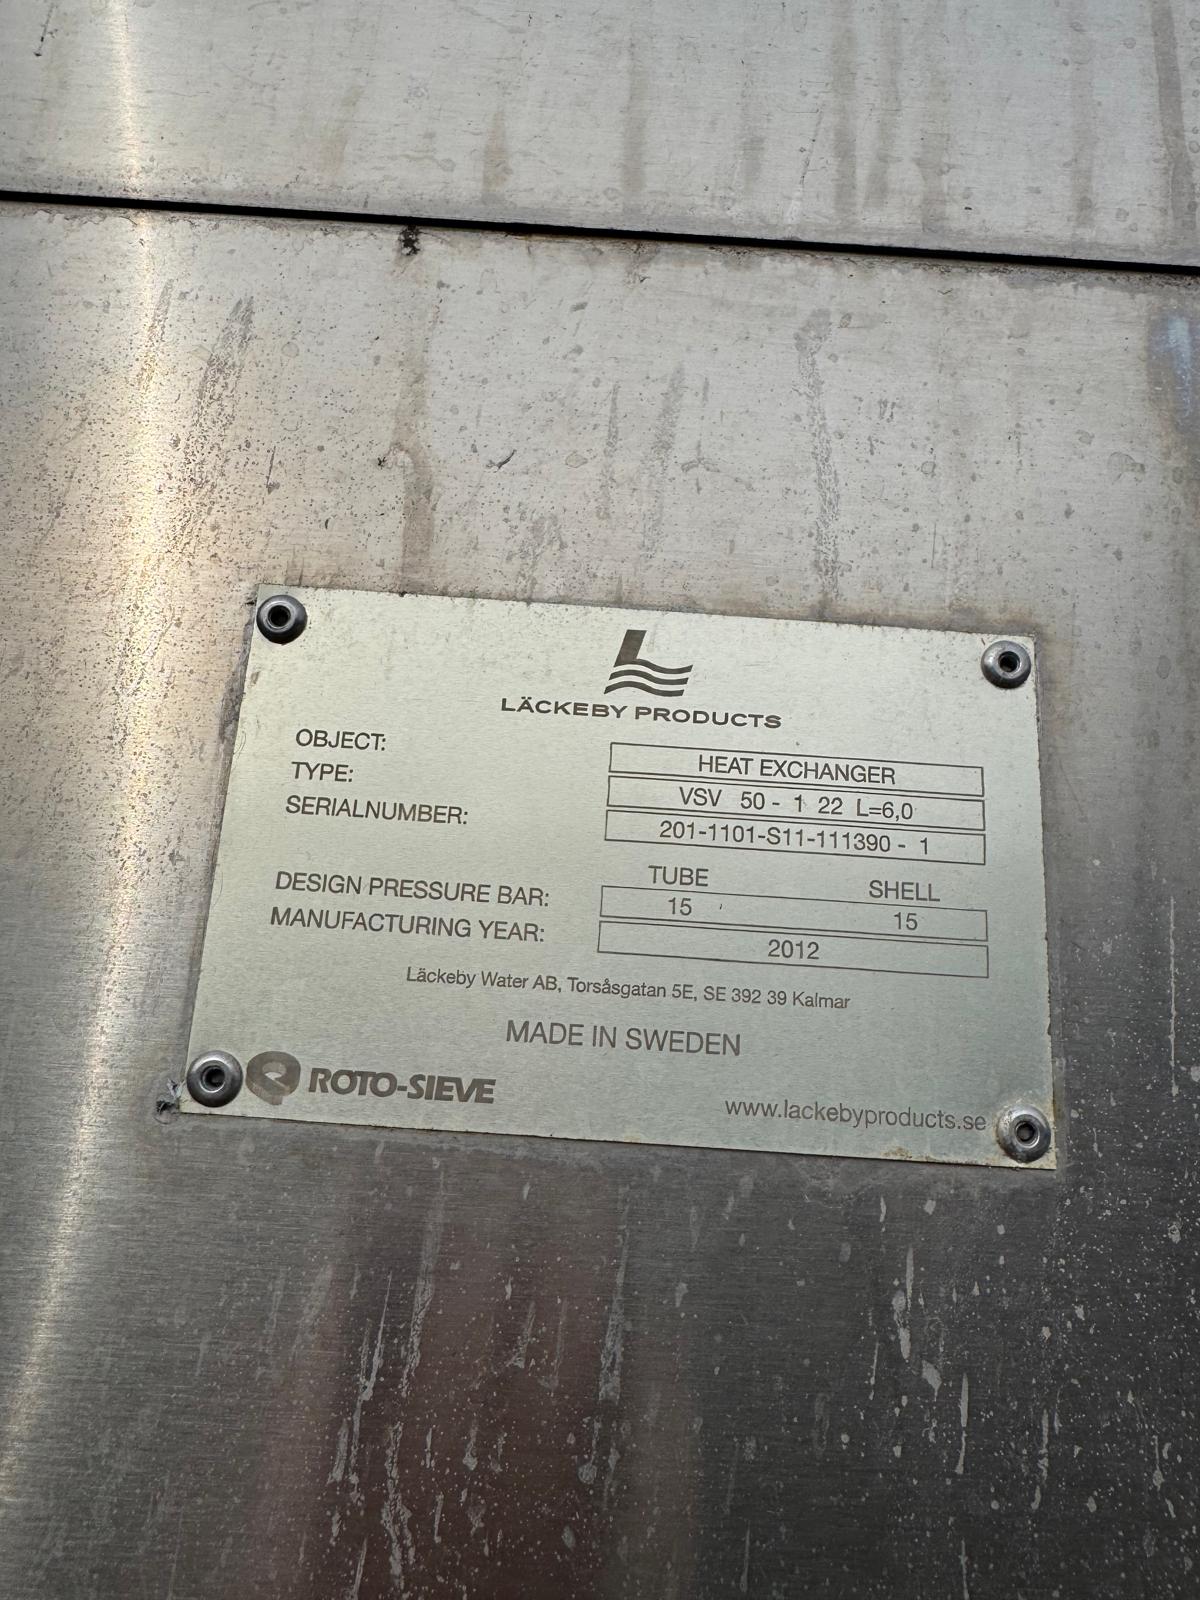 LÄCKEBY PRODUCTS
OBJECT: HEAT EXCHANGER
TYPE: VSV 50 - 1 22 L=6,0
SERIALNUMBER: 201-1101-S11-111390 - 1
TUBE SHELL
DESIGN PRESSURE BAR: 15 15
MANUFACTURING YEAR: 2012
Läckeby Water AB, Torsåsgatan 5E, SE 392 39 Kalmar
MADE IN SWEDEN
ROTO-SIEVE
www.lackebyproducts.se